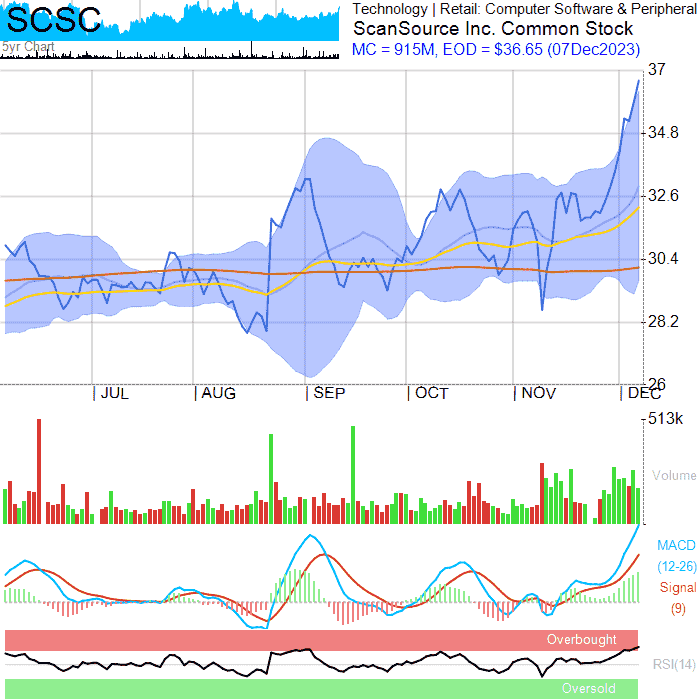 SCSC
5yr Chart
Technology | Retail: Computer Software & Peripheral
ScanSource Inc. Common Stock
MC = 915M, EOD = $36.65 (07Dec2023)
37
34.8
32.6
30.4
28.2
26
JUL
AUG
SEP
OCT
NOV
DEC
513k
Volume
MACD
(12-26)
Signal
(9)
Overbought
RSI(14)
Oversold